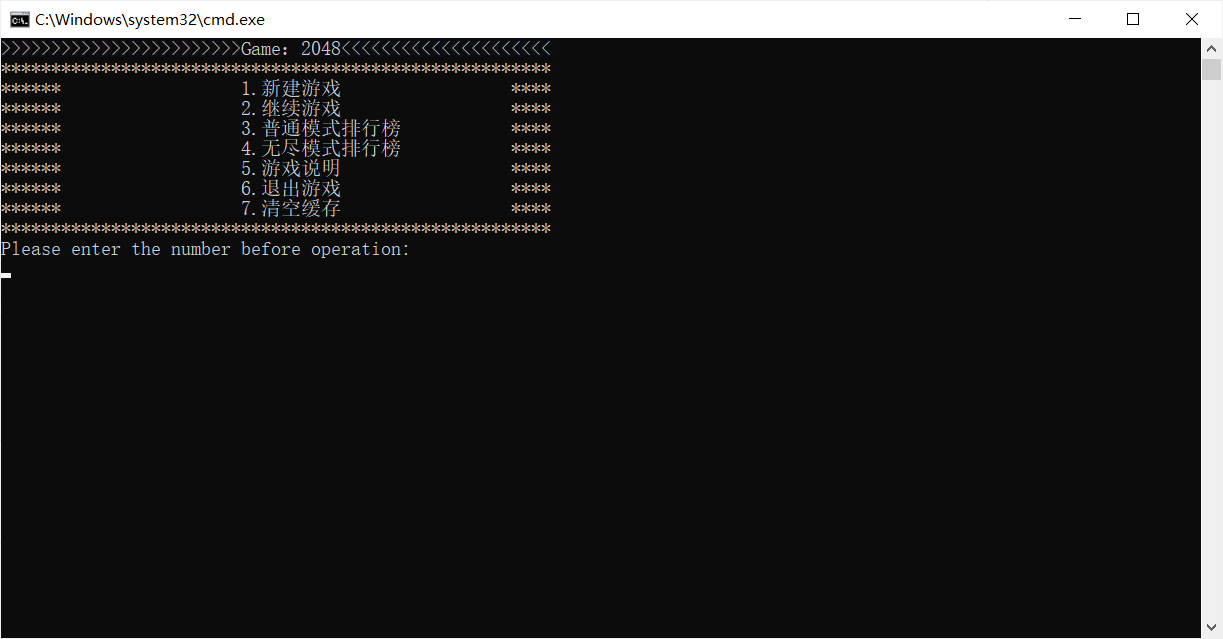 C:\Windows\system32\cmd.exe
>>>>>>>>>>>>>>>>>>>>>>>>Game: 2048<<<<<<<<<<<<<<<<<<<<<
*******************************************************
******                  1.新建游戏                 ****
******                  2.继续游戏                 ****
******                  3.普通模式排行榜           ****
******                  4.无尽模式排行榜           ****
******                  5.游戏说明                 ****
******                  6.退出游戏                 ****
******                  7.清空缓存                 ****
*******************************************************
Please enter the number before operation: